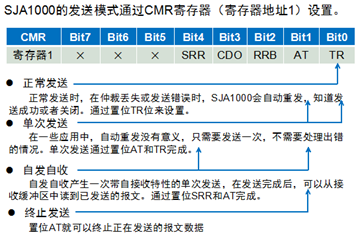 SJA1000的发送模式通过CMR寄存器（寄存器地址1）设置。
CMR Bit7 Bit6 Bit5 Bit4 Bit3 Bit2 Bit1 Bit0
寄存器1 × × × SRR CDO RRB AT TR
● 正常发送
正常发送时，在仲裁丢失或发送错误时，SJA1000会自动重发，知道发
送成功或者关闭。通过置位TR位来设置。
● 单次发送
在一些应用中，自动重发没有意义，只需要发送一次，不需要处理出错
的情况。单次发送通过置位AT和TR完成。
● 自发自收
自发自收产生一次带自接收特性的单次发送，在发送完成后，可以从接
收缓冲区中读到已发送的报文。通过置位SRR和AT完成。
● 终止发送
置位AT就可以终止正在发送的报文数据